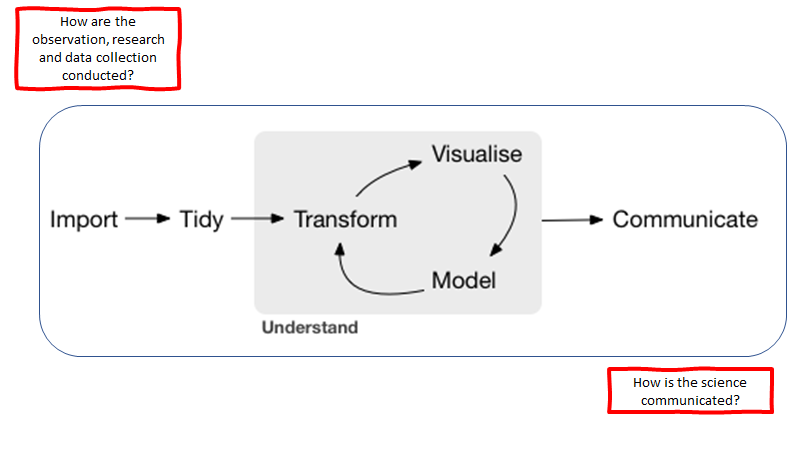 How are the
observation, research
and data collection
conducted?
Visualise
Import
Tidy
Transform
Communicate
Model
Understand
How is the science
communicated?